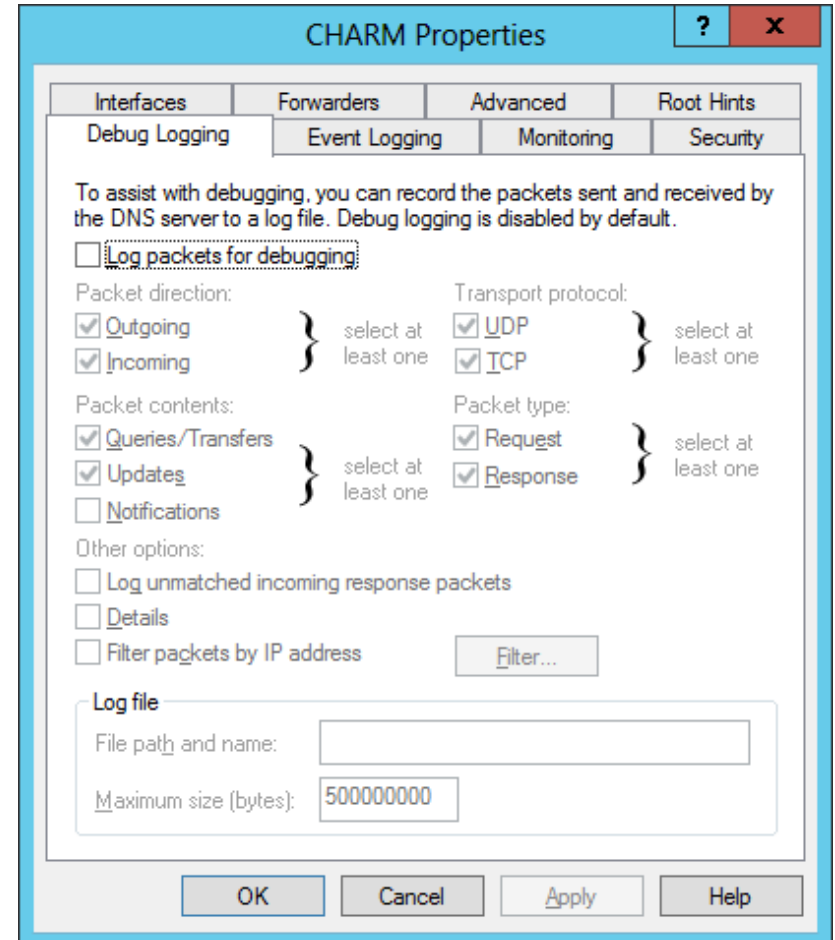 CHARM Properties
?
x
Interfaces
Forwarders
Advanced
Root Hints
Debug Logging
Event Logging
Monitoring
Security
To assist with debugging, you can record the packets sent and received by
the DNS server to a log file. Debug logging is disabled by default.
Log packets for debugging
Packet direction:
Outgoing
Incoming
select at
least one
Transport protocol:
UDP
TCP
select at
least one
Packet contents:
Queries/Transfers
Updates
Notifications
select at
least one
Packet type:
Request
Response
select at
least one
Other options:
Log unmatched incoming response packets
Details
Filter packets by IP address
Filter...
Log file
File path and name:
Maximum size (bytes):
500000000
OK
Cancel
Apply
Help